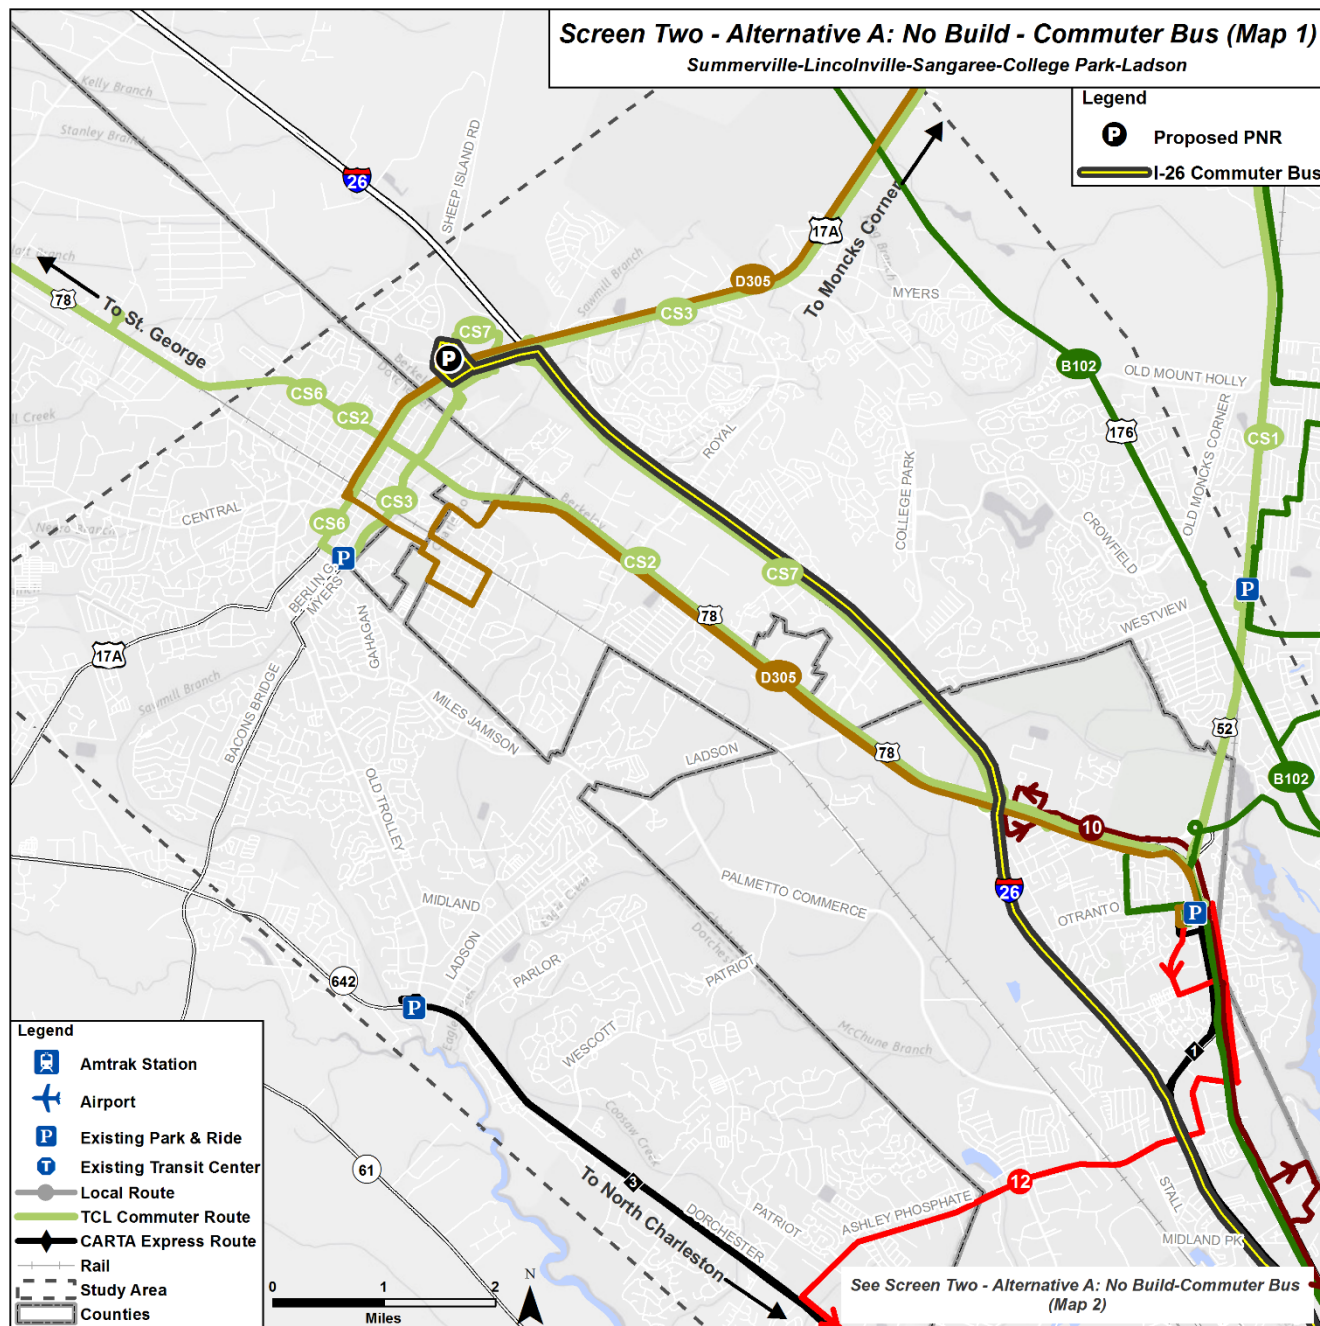 Screen Two - Alternative A: No Build - Commuter Bus (Map 1)
Summerville-Lincolnville-Sangaree-College Park-Ladson
Legend
P Proposed PNR
I-26 Commuter Bus
Kelly Branch
Stanley Branch
SHEEP ISLAND RD
26
17A
To Moncks Corner
Sawmill Branch
D305
CS3
MYERS
78
To St. George
CS7
P
B102
OLD MOUNT HOLLY
176
OLD MONCKS CORNER
CS1
CS6
CS2
ROYAL
COLLEGE PARK
CROWFIELD
CENTRAL
CS3
CS6
Berkeley
CS2
CS7
P
P
BERLIN G
MYERS
GAHAGAN
WESTVIEW
78
17A
Sawmill Branch
BACONS BRIDGE
MILES JAMISON
D305
LADSON
78
52
B102
OLD TROLLEY
10
26
PALMETTO COMMERCE
OTRANTO
P
MIDLAND
LADSON
PARLOR
PATRIOT
642
P
WESCOTT
McChune Branch
1
Coosaw Creek
61
3
To North Charleston
DORCHESTER
PATRIOT
ASHLEY PHOSPHATE
12
STALL
MIDLAND PK
Legend
Amtrak Station
Airport
P Existing Park & Ride
T Existing Transit Center
Local Route
TCL Commuter Route
CARTA Express Route
Rail
Study Area
Counties
0 1 2
Miles
N
See Screen Two - Alternative A: No Build-Commuter Bus
(Map 2)